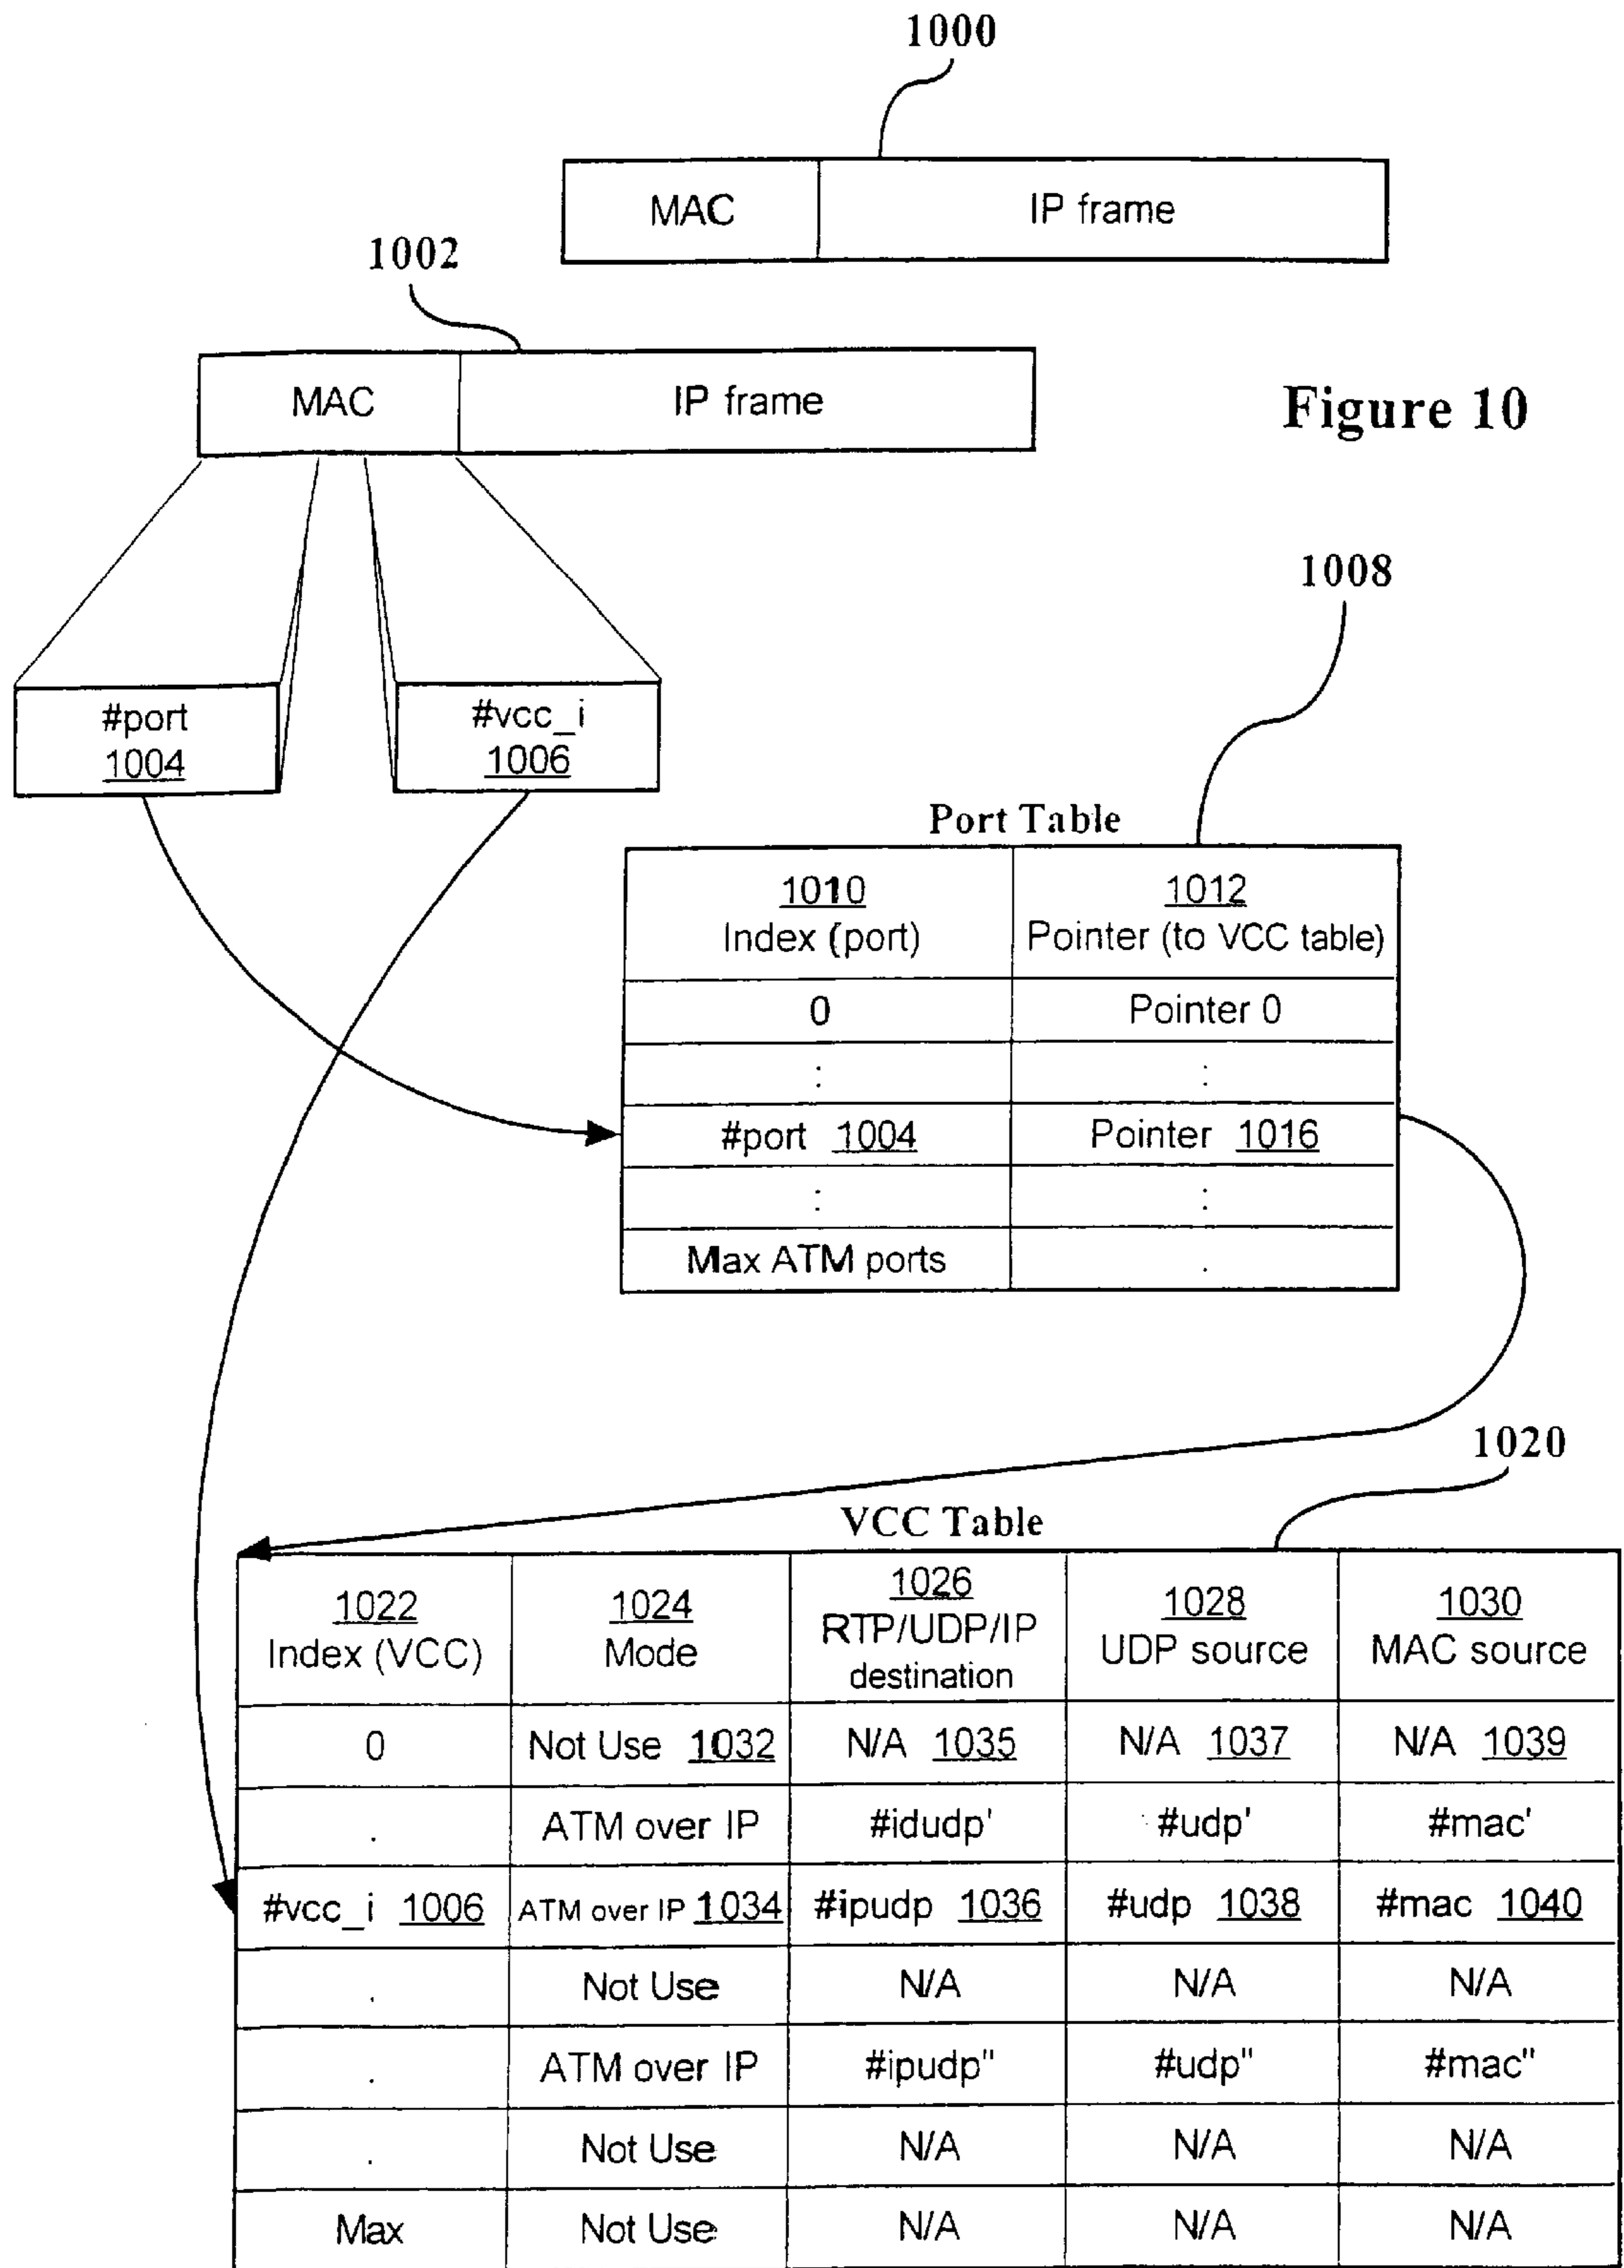 1000
MAC IP frame
1002
MAC IP frame
Figure 10
1008
#port
1004
#vcc_i
1006
Port Table
1010
Index (port)
1012
Pointer (to VCC table)
0 Pointer 0
: :
#port 1004 Pointer 1016
: :
Max ATM ports .
1020
VCC Table
1022
Index (VCC)
1024
Mode
1026
RTP/UDP/IP
destination
1028
UDP source
1030
MAC source
0 Not Use 1032 N/A 1035 N/A 1037 N/A 1039
. ATM over IP #idudp' #udp' #mac'
#vcc_i 1006 ATM over IP 1034 #ipudp 1036 #udp 1038 #mac 1040
. Not Use N/A N/A N/A
. ATM over IP #ipudp" #udp" #mac"
. Not Use N/A N/A N/A
Max Not Use N/A N/A N/A